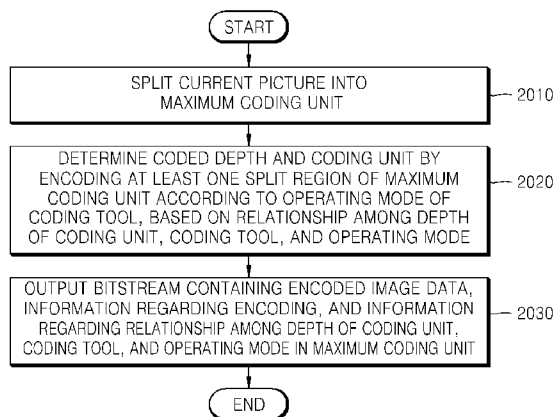 START
SPLIT CURRENT PICTURE INTO
MAXIMUM CODING UNIT
2010
DETERMINE CODED DEPTH AND CODING UNIT BY
ENCODING AT LEAST ONE SPLIT REGION OF MAXIMUM
CODING UNIT ACCORDING TO OPERATING MODE OF
CODING TOOL, BASED ON RELATIONSHIP AMONG DEPTH
OF CODING UNIT, CODING TOOL, AND OPERATING MODE
2020
OUTPUT BITSTREAM CONTAINING ENCODED IMAGE DATA,
INFORMATION REGARDING ENCODING, AND INFORMATION
REGARDING RELATIONSHIP AMONG DEPTH OF CODING UNIT,
CODING TOOL, AND OPERATING MODE IN MAXIMUM CODING UNIT
2030
END